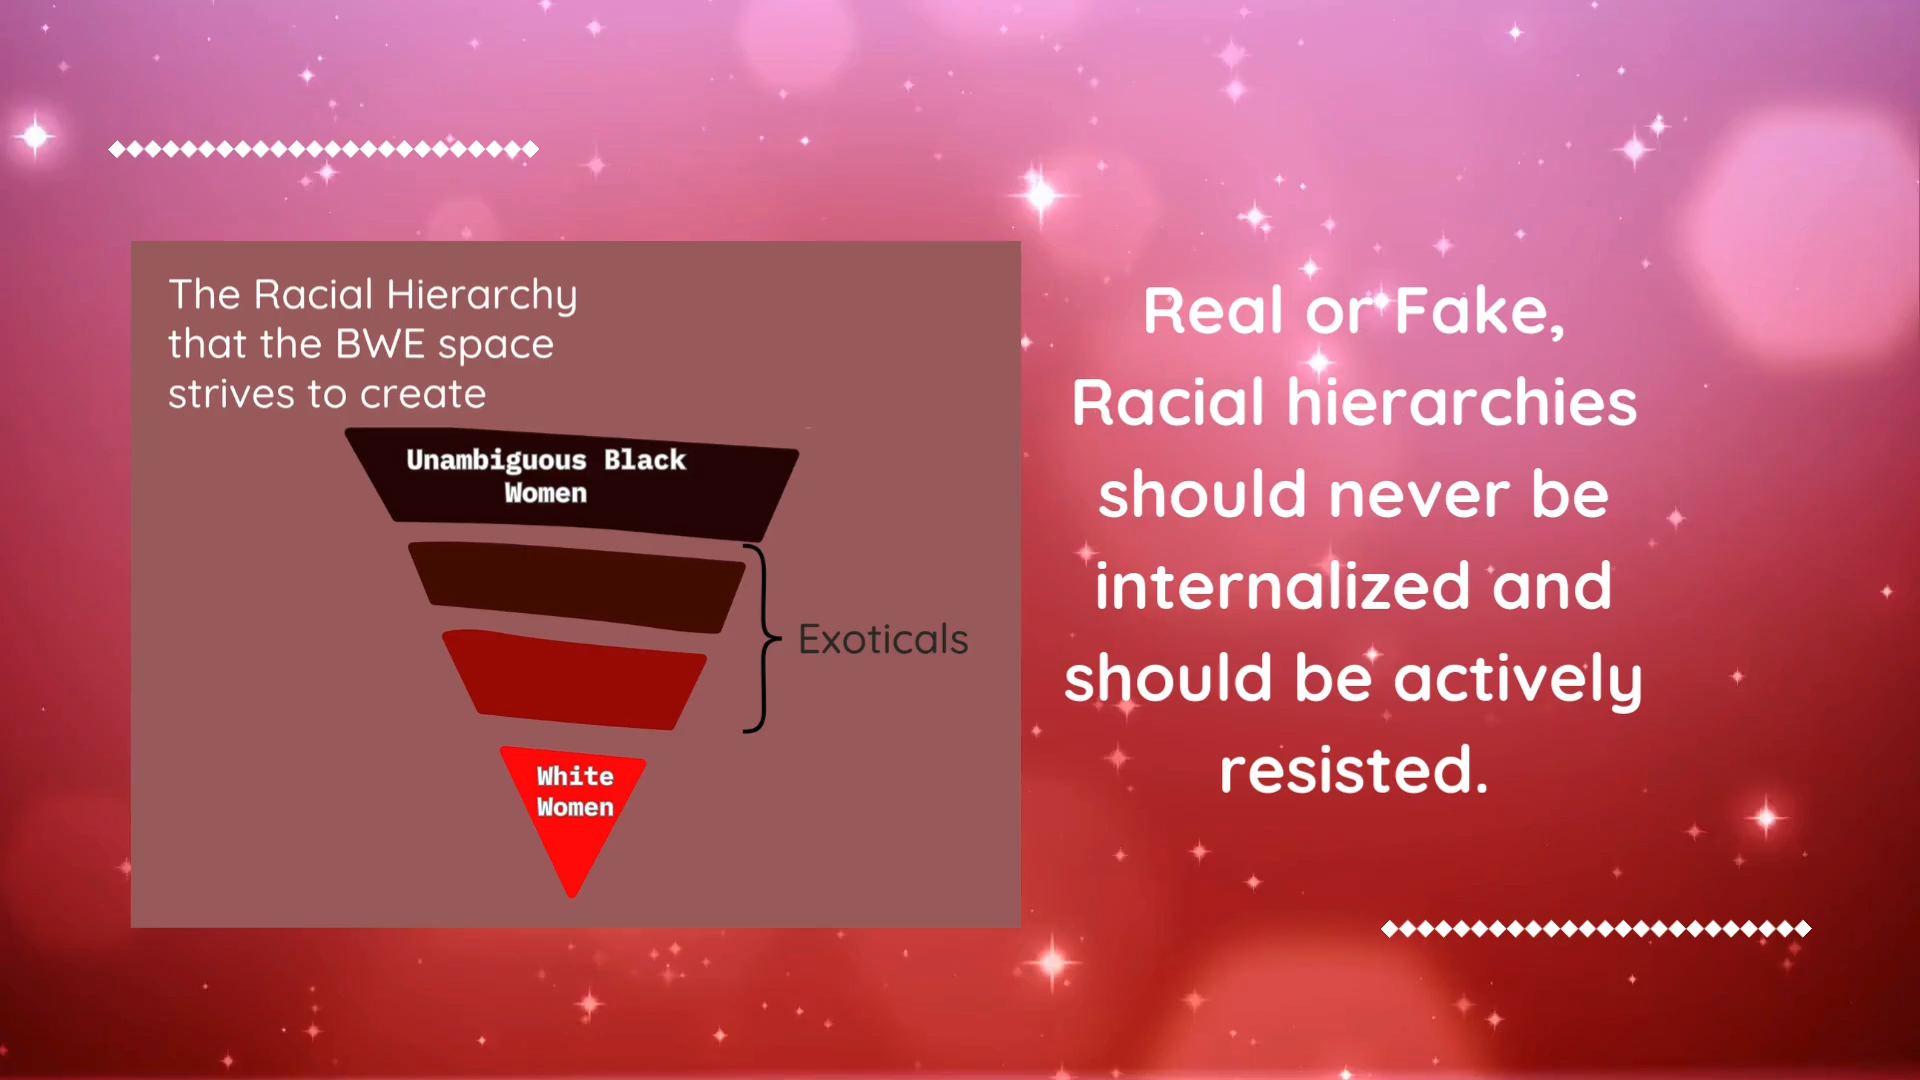 The Racial Hierarchy
that the BWE space
strives to create
Unambiguous Black
Women
Exoticals
White
Women
Real or Fake,
Racial hierarchies
should never be
internalized and
should be actively
resisted.